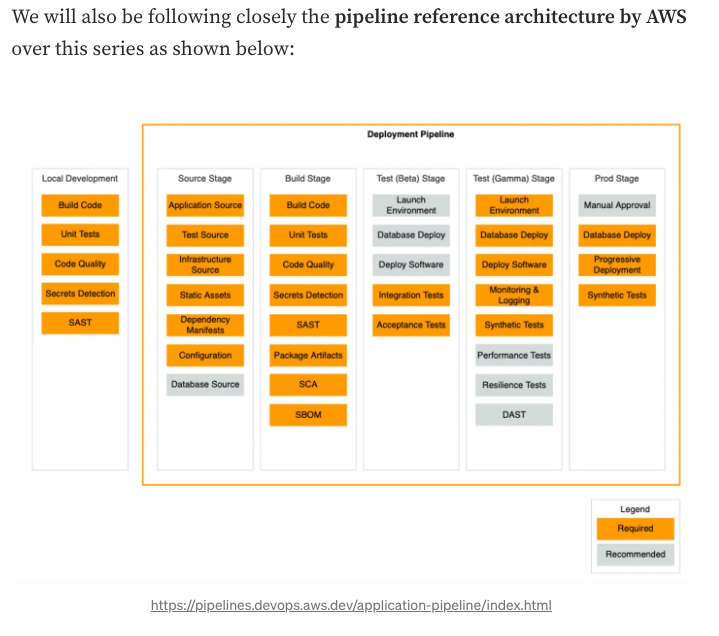 We will also be following closely the pipeline reference architecture by AWS
over this series as shown below:
Deployment Pipeline
Local Development
Build Code
Unit Tests
Code Quality
Secrets Detection
SAST
Source Stage
Application Source
Test Source
Infrastructure
Source
Static Assets
Dependency
Manifests
Configuration
Database Source
Build Stage
Build Code
Unit Tests
Code Quality
Secrets Detection
SAST
Package Artifacts
SCA
SBOM
Test (Beta) Stage
Launch
Environment
Database Deploy
Deploy Software
Integration Tests
Acceptance Tests
Test (Gamma) Stage
Launch
Environment
Database Deploy
Deploy Software
Monitoring &
Logging
Synthetic Tests
Performance Tests
Resilience Tests
DAST
Prod Stage
Manual Approval
Database Deploy
Progressive
Deployment
Synthetic Tests
Legend
Required
Recommended
https://pipelines.devops.aws.dev/application-pipeline/index.html